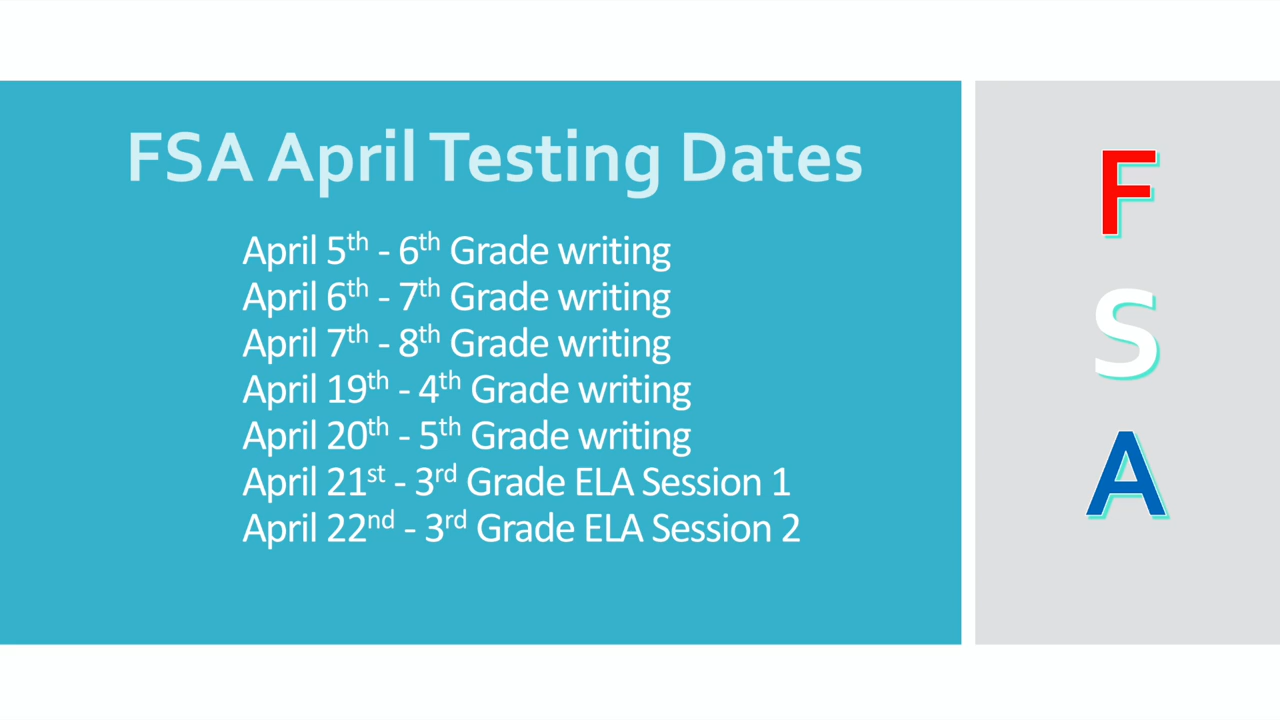 FSA April Testing Dates
April 5th - 6th Grade writing
April 6th - 7th Grade writing
April 7th - 8th Grade writing
April 19th - 4th Grade writing
April 20th - 5th Grade writing
April 21st - 3rd Grade ELA Session 1
April 22nd - 3rd Grade ELA Session 2
F
S
A